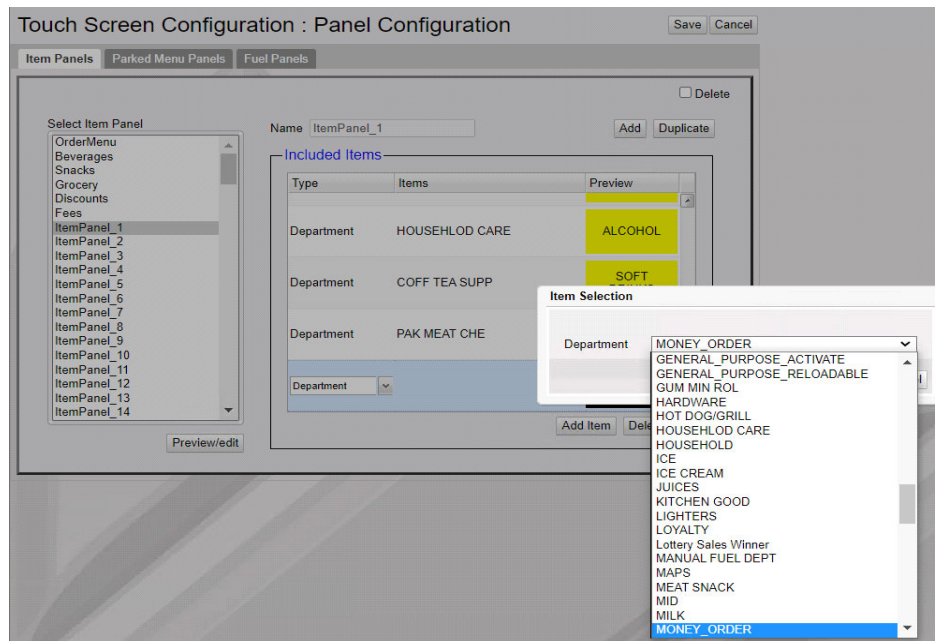 Touch Screen Configuration : Panel Configuration
Save Cancel
Item Panels Parked Menu Panels Fuel Panels
Delete
Select Item Panel
Name ItemPanel_1 Add Duplicate
OrderMenu
Beverages
Snacks
Grocery
Discounts
Fees
ItemPanel_1
ItemPanel_2
ItemPanel_3
ItemPanel_4
ItemPanel_5
ItemPanel_6
ItemPanel_7
ItemPanel_8
ItemPanel_9
ItemPanel_10
ItemPanel_11
ItemPanel_12
ItemPanel_13
ItemPanel_14
Preview/edit
Included Items
Type Items Preview
Department HOUSEHLOD CARE ALCOHOL
Department COFF TEA SUPP SOFT
Department PAK MEAT CHE
Department
Add Item
Item Selection
Department MONEY_ORDER
GENERAL_PURPOSE_ACTIVATE
GENERAL_PURPOSE_RELOADABLE
GUM MIN ROL
HARDWARE
HOT DOG/GRILL
HOUSEHLOD CARE
HOUSEHOLD
ICE
ICE CREAM
JUICES
KITCHEN GOOD
LIGHTERS
LOYALTY
Lottery Sales Winner
MANUAL FUEL DEPT
MAPS
MEAT SNACK
MID
MILK
MONEY_ORDER